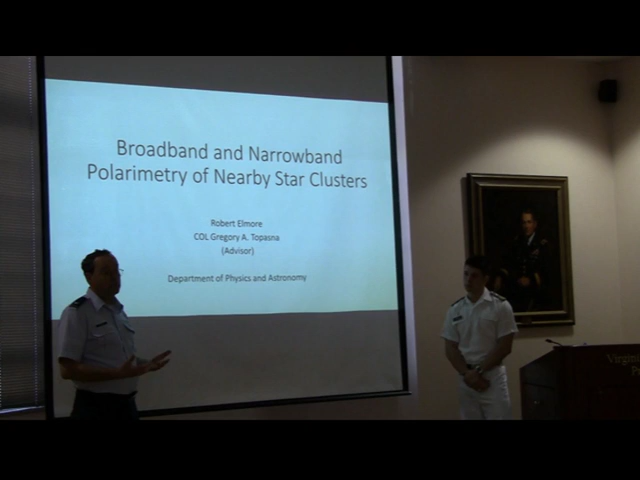 Broadband and Narrowband
Polarimetry of Nearby Star Clusters
Robert Elmore
COL Gregory A. Topasna
(Advisor)
Department of Physics and Astronomy